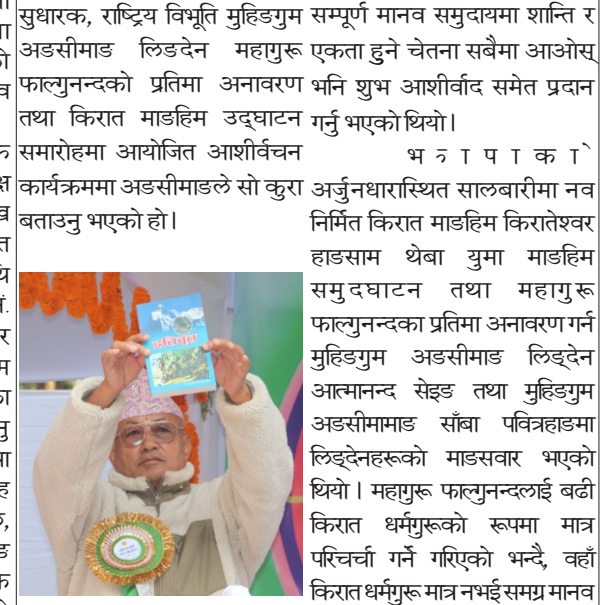 सुधारक, राष्ट्रिय विभूति मुहिङगुम
अङसीमाङ लिङदेन महागुरू
फाल्गुनन्दको प्रतिमा अनावरण
तथा किरात माङहिम उद्घाटन
समारोहमा आयोजित आशीर्वचन
कार्यक्रममा अङसीमाङले सो कुरा
बताउनु भएको हो।
इतिवृत्त
सम्पूर्ण मानव समुदायमा शान्ति र
एकता हुने चेतना सबैमा आओस्
भनि शुभ आशीर्वाद समेत प्रदान
गर्नु भएको थियो।
अर्जुनधारास्थित सालबारीमा नव
निर्मित किरात माङहिम किरातेश्वर
हाङसाम थेबा युमा माङहिम
समुदघाटन तथा महागुरू
फाल्गुनन्दका प्रतिमा अनावरण गर्न
मुहिङगुम अङसीमाङ लिङ्देन
आत्मानन्द सेइङ तथा मुहिङगुम
अङसीमामाङ साँबा पवित्रहाङमा
लिङ्देनहरूको माङसवार भएको
थियो। महागुरू फाल्गुनन्दलाई बढी
किरात धर्मगुरूको रूपमा मात्र
परिचर्चा गर्ने गरिएको भन्दै, वहाँ
किरात धर्मगुरू मात्र नभई समग्र मानव